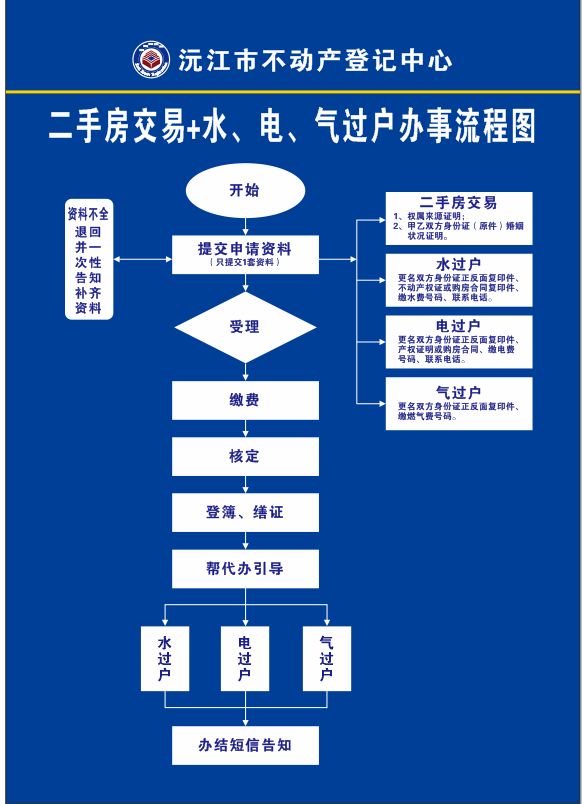 沅江市不动产登记中心
二手房交易+水、电、气过户办事流程图
开始
资料不全
退回
并一
次性
告知
补齐
资料
提交申请资料
（只提交1套资料）
二手房交易
1、权属来源证明；
2、甲乙双方身份证（原件）婚姻
状况证明。
水过户
更名双方身份证正反面复印件、
不动产权证或购房合同复印件、
缴水费号码、联系电话。
电过户
更名双方身份证正反面复印件、
产权证明或购房合同、缴电费
号码、联系电话。
气过户
更名双方身份证正反面复印件、
缴燃气费号码。
受理
缴费
核定
登簿、缮证
帮代办引导
水过户
电过户
气过户
办结短信告知